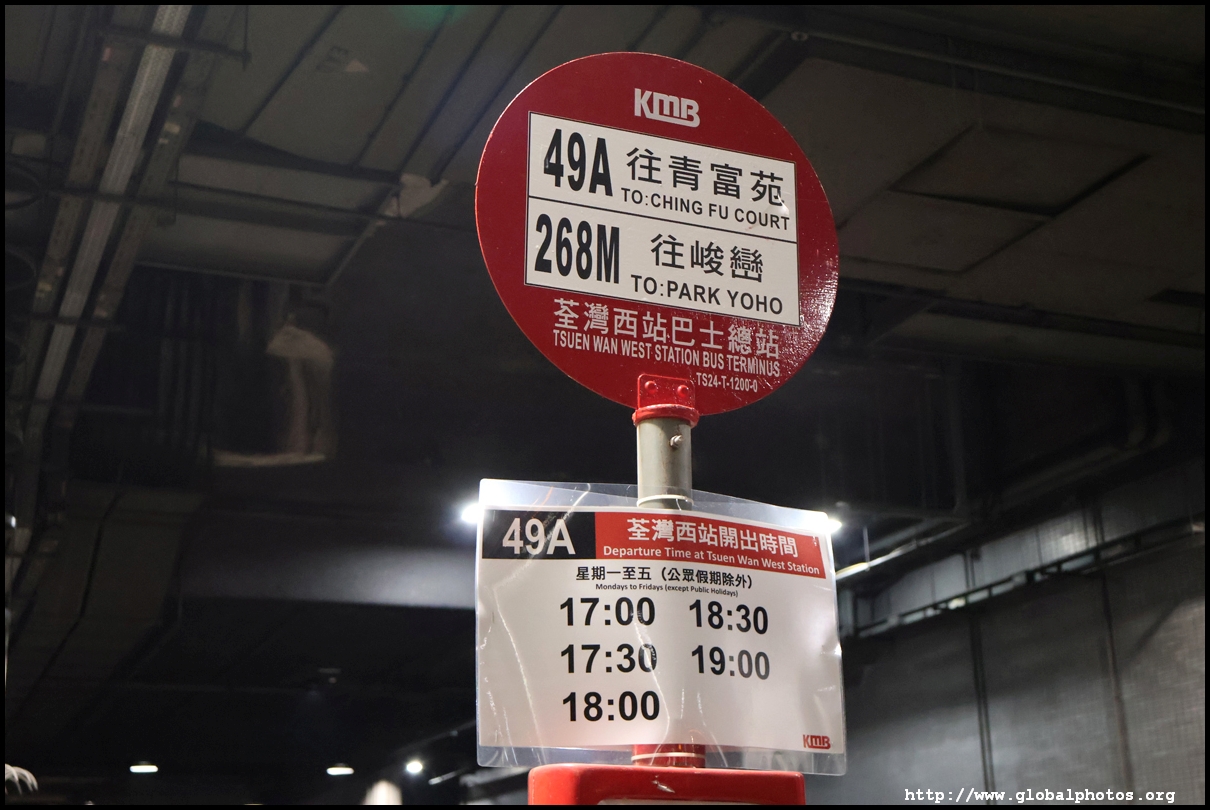 KMB
49A 往青富苑
TO:CHING FU COURT
268M 往峻巒
TO:PARK YOHO
荃灣西站巴士總站
TSUEN WAN WEST STATION BUS TERMINUS
TS24-T-1200-0
49A 荃灣西站開出時間
Departure Time at Tsuen Wan West Station
星期一至五（公眾假期除外）
Mondays to Fridays (except Public Holidays)
17:00 18:30
17:30 19:00
18:00
KMB
http://www.globalphotos.org